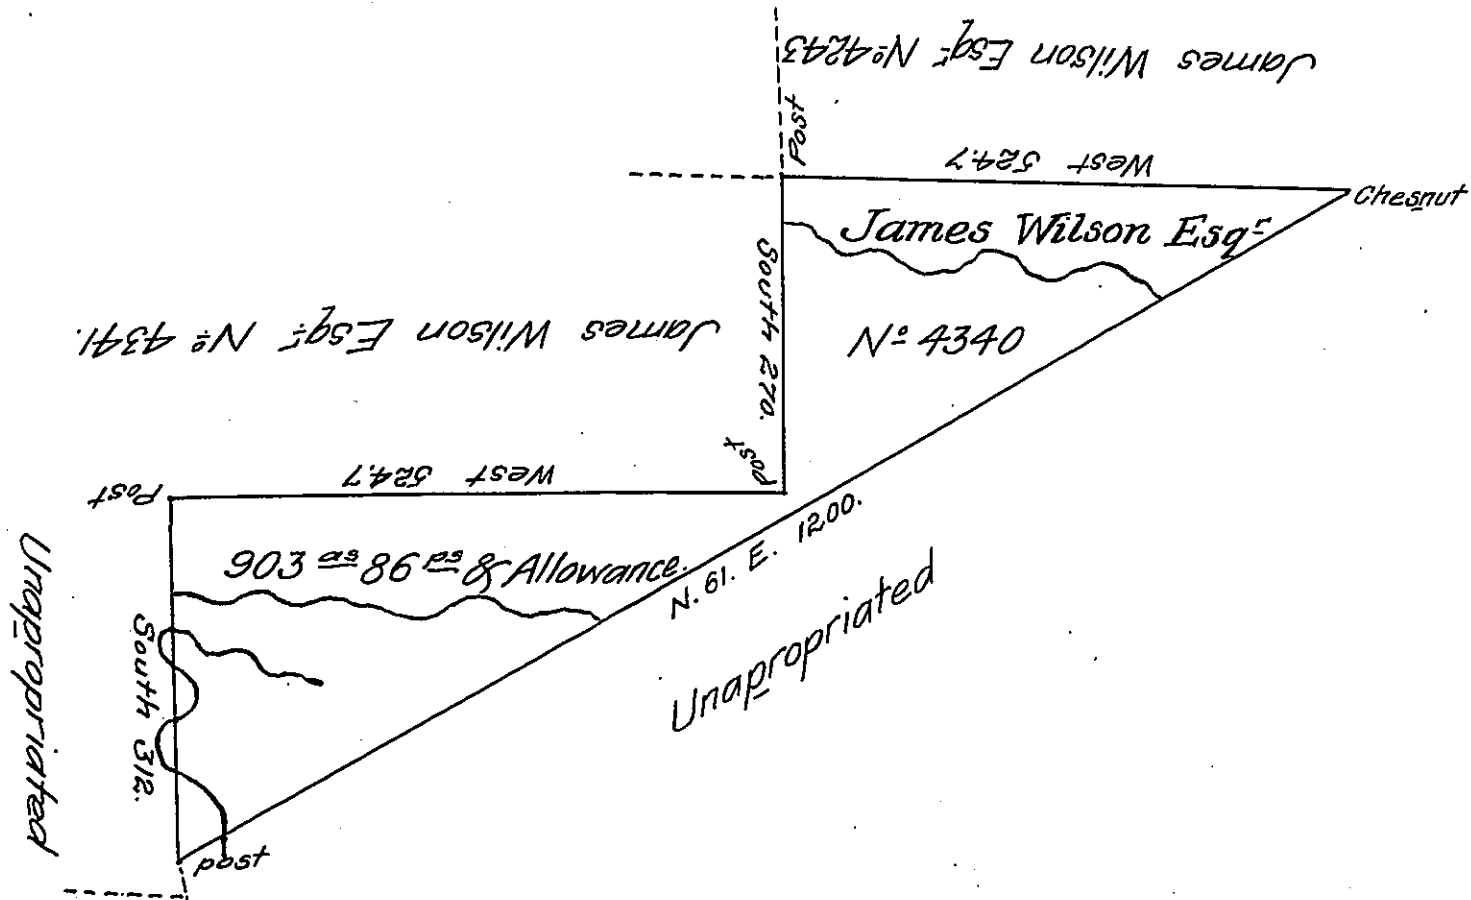 James Wilson Esqr No 4243
Post
West 524.7
Chesnut
James Wilson Esqr
South 270.
No 4340
James Wilson Esqr No 4341.
Post
West 524.7
Post
903 as 86 ps & Allowance.
N. 61. E. 1200.
Unapropriated
South 312.
Unapropriated
post